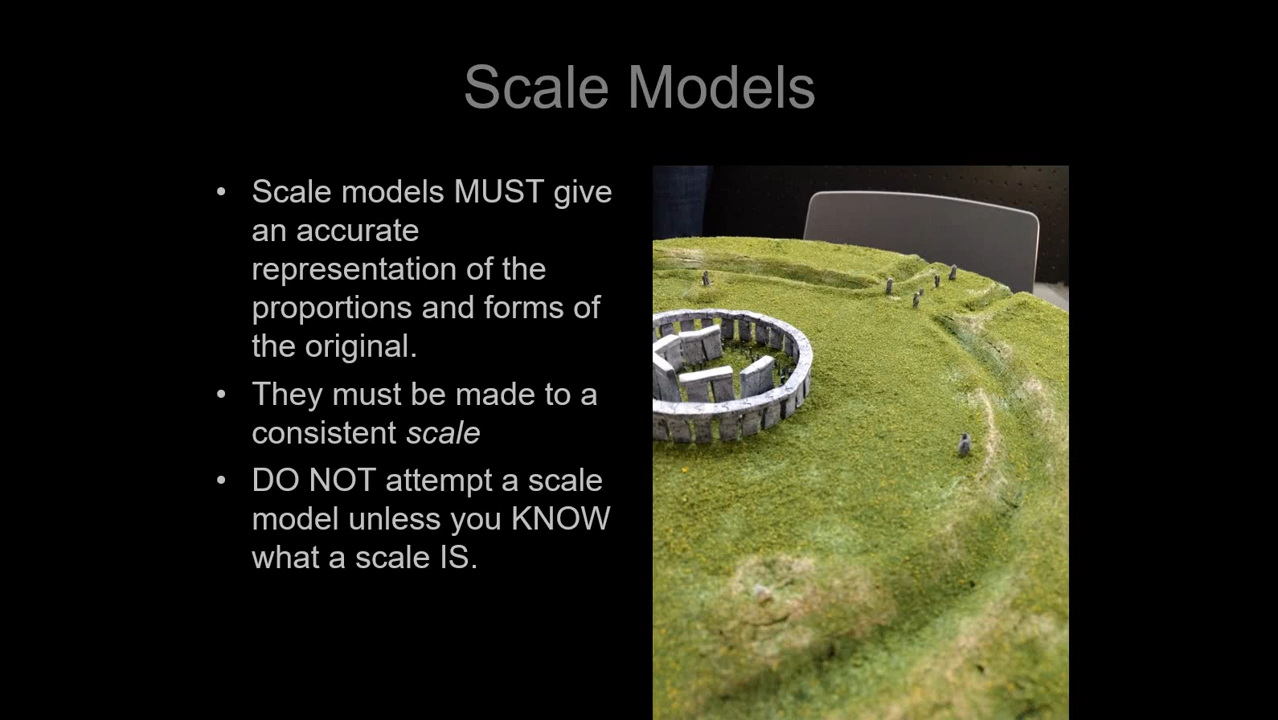 Scale Models
• Scale models MUST give
an accurate
representation of the
proportions and forms of
the original.
• They must be made to a
consistent scale
• DO NOT attempt a scale
model unless you KNOW
what a scale IS.